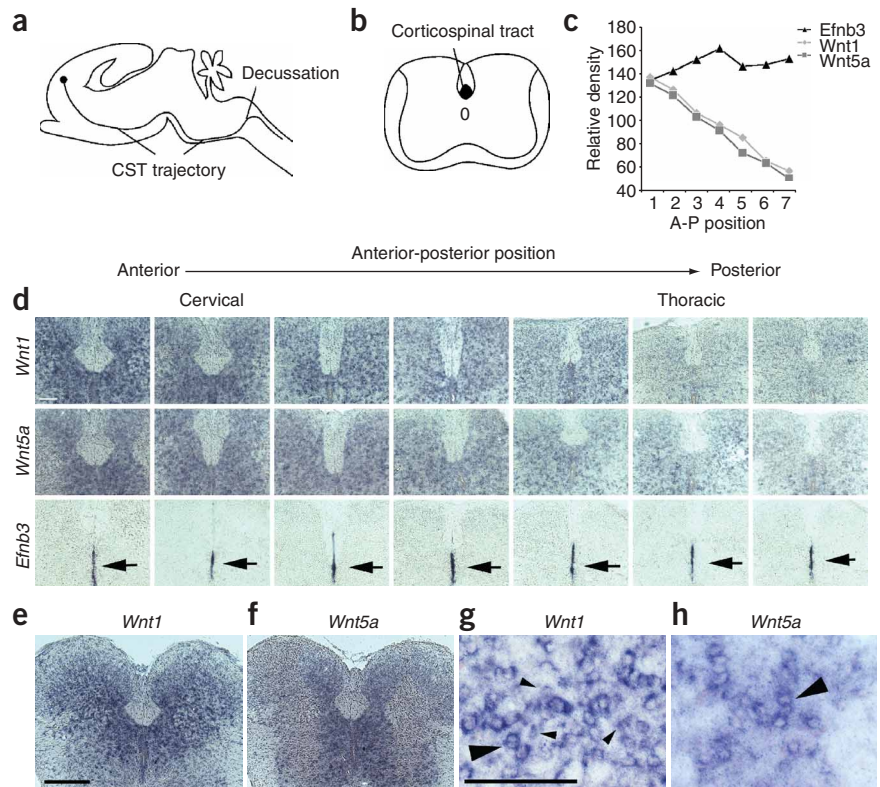 a
Decussation
CST trajectory
b
Corticospinal tract
c
Relative density
180
160
140
120
100
80
60
40
1 2 3 4 5 6 7
A-P position
Efnb3
Wnt1
Wnt5a
Anterior-posterior position
Anterior
Posterior
d
Cervical
Thoracic
Wnt1
Wnt5a
Efnb3
e
Wnt1
f
Wnt5a
g
Wnt1
h
Wnt5a